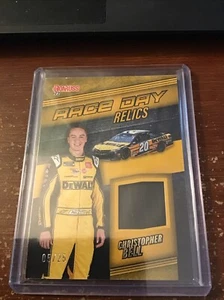 DONRUSS
RACE DAY
RELICS
20
DEWALT
CHRISTOPHER
BELL